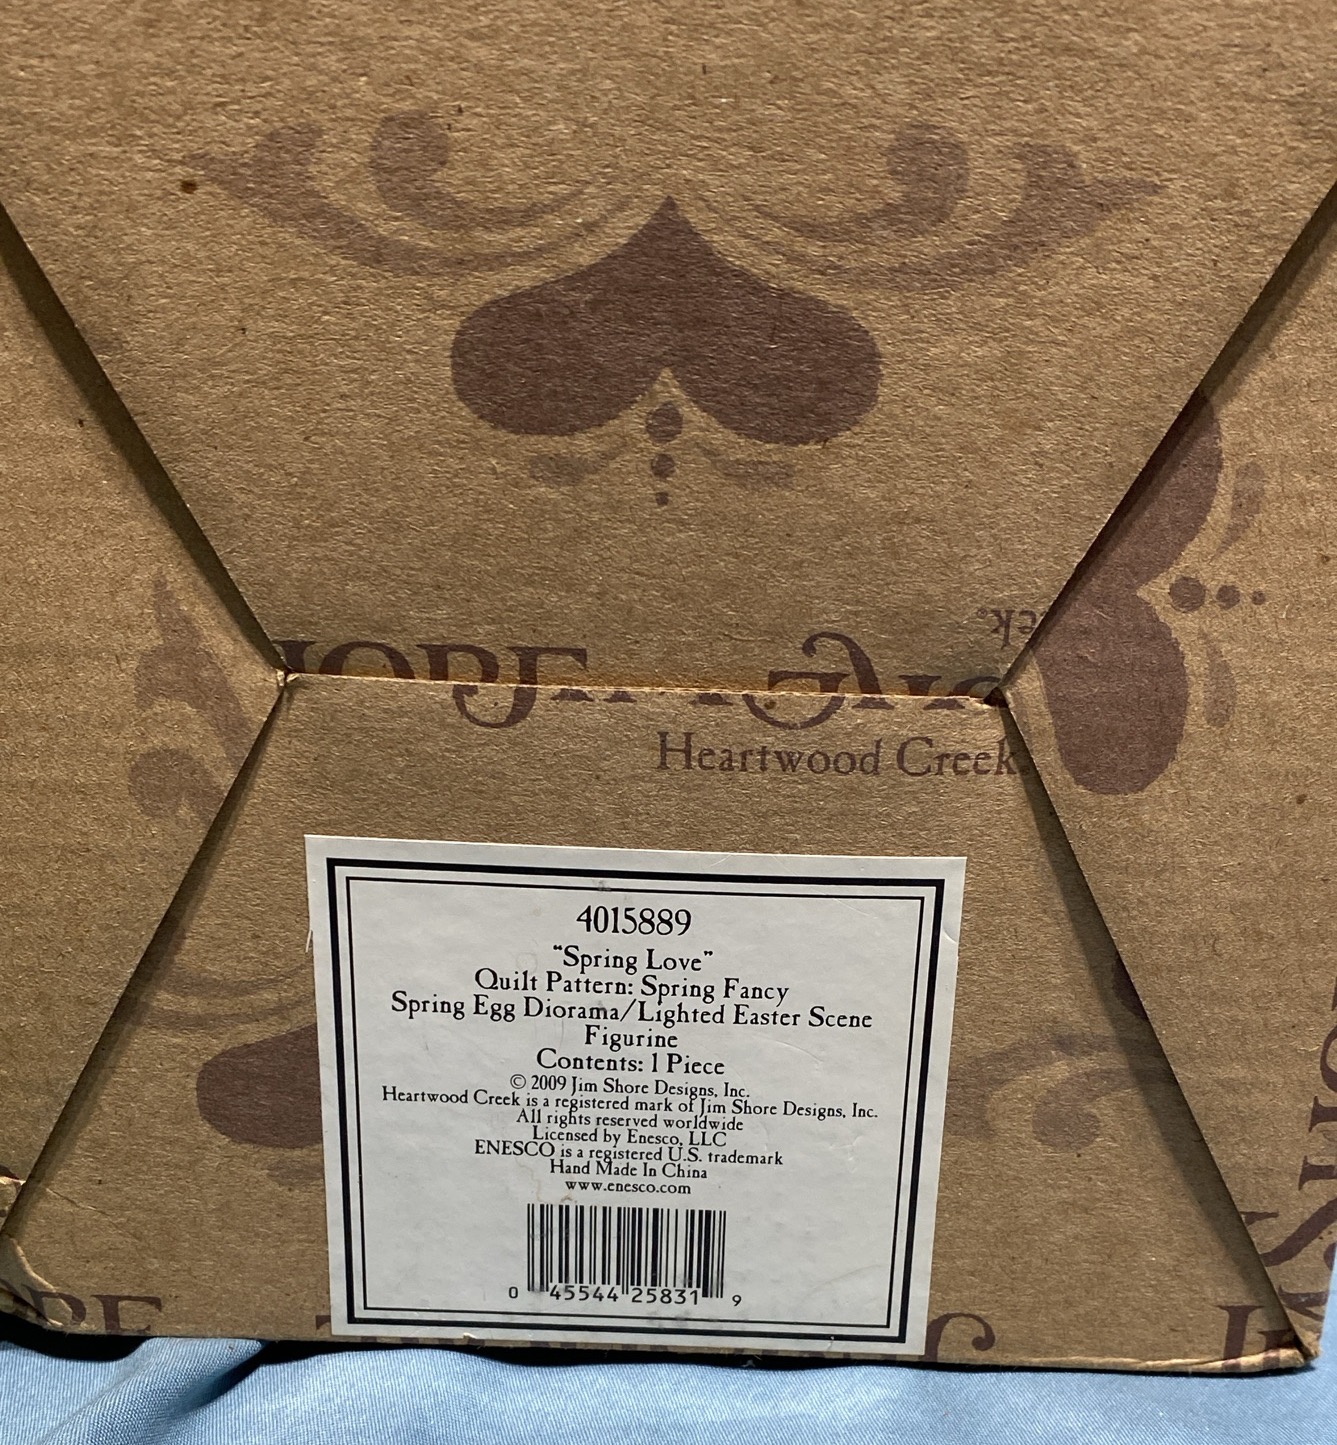 Heartwood Creek
4015889
“Spring Love”
Quilt Pattern: Spring Fancy
Spring Egg Diorama/Lighted Easter Scene
Figurine
Contents: 1 Piece
© 2009 Jim Shore Designs, Inc.
Heartwood Creek is a registered mark of Jim Shore Designs, Inc.
All rights reserved worldwide
Licensed by Enesco, LLC
ENESCO is a registered U.S. trademark
Hand Made In China
www.enesco.com
0 45544 25831 9